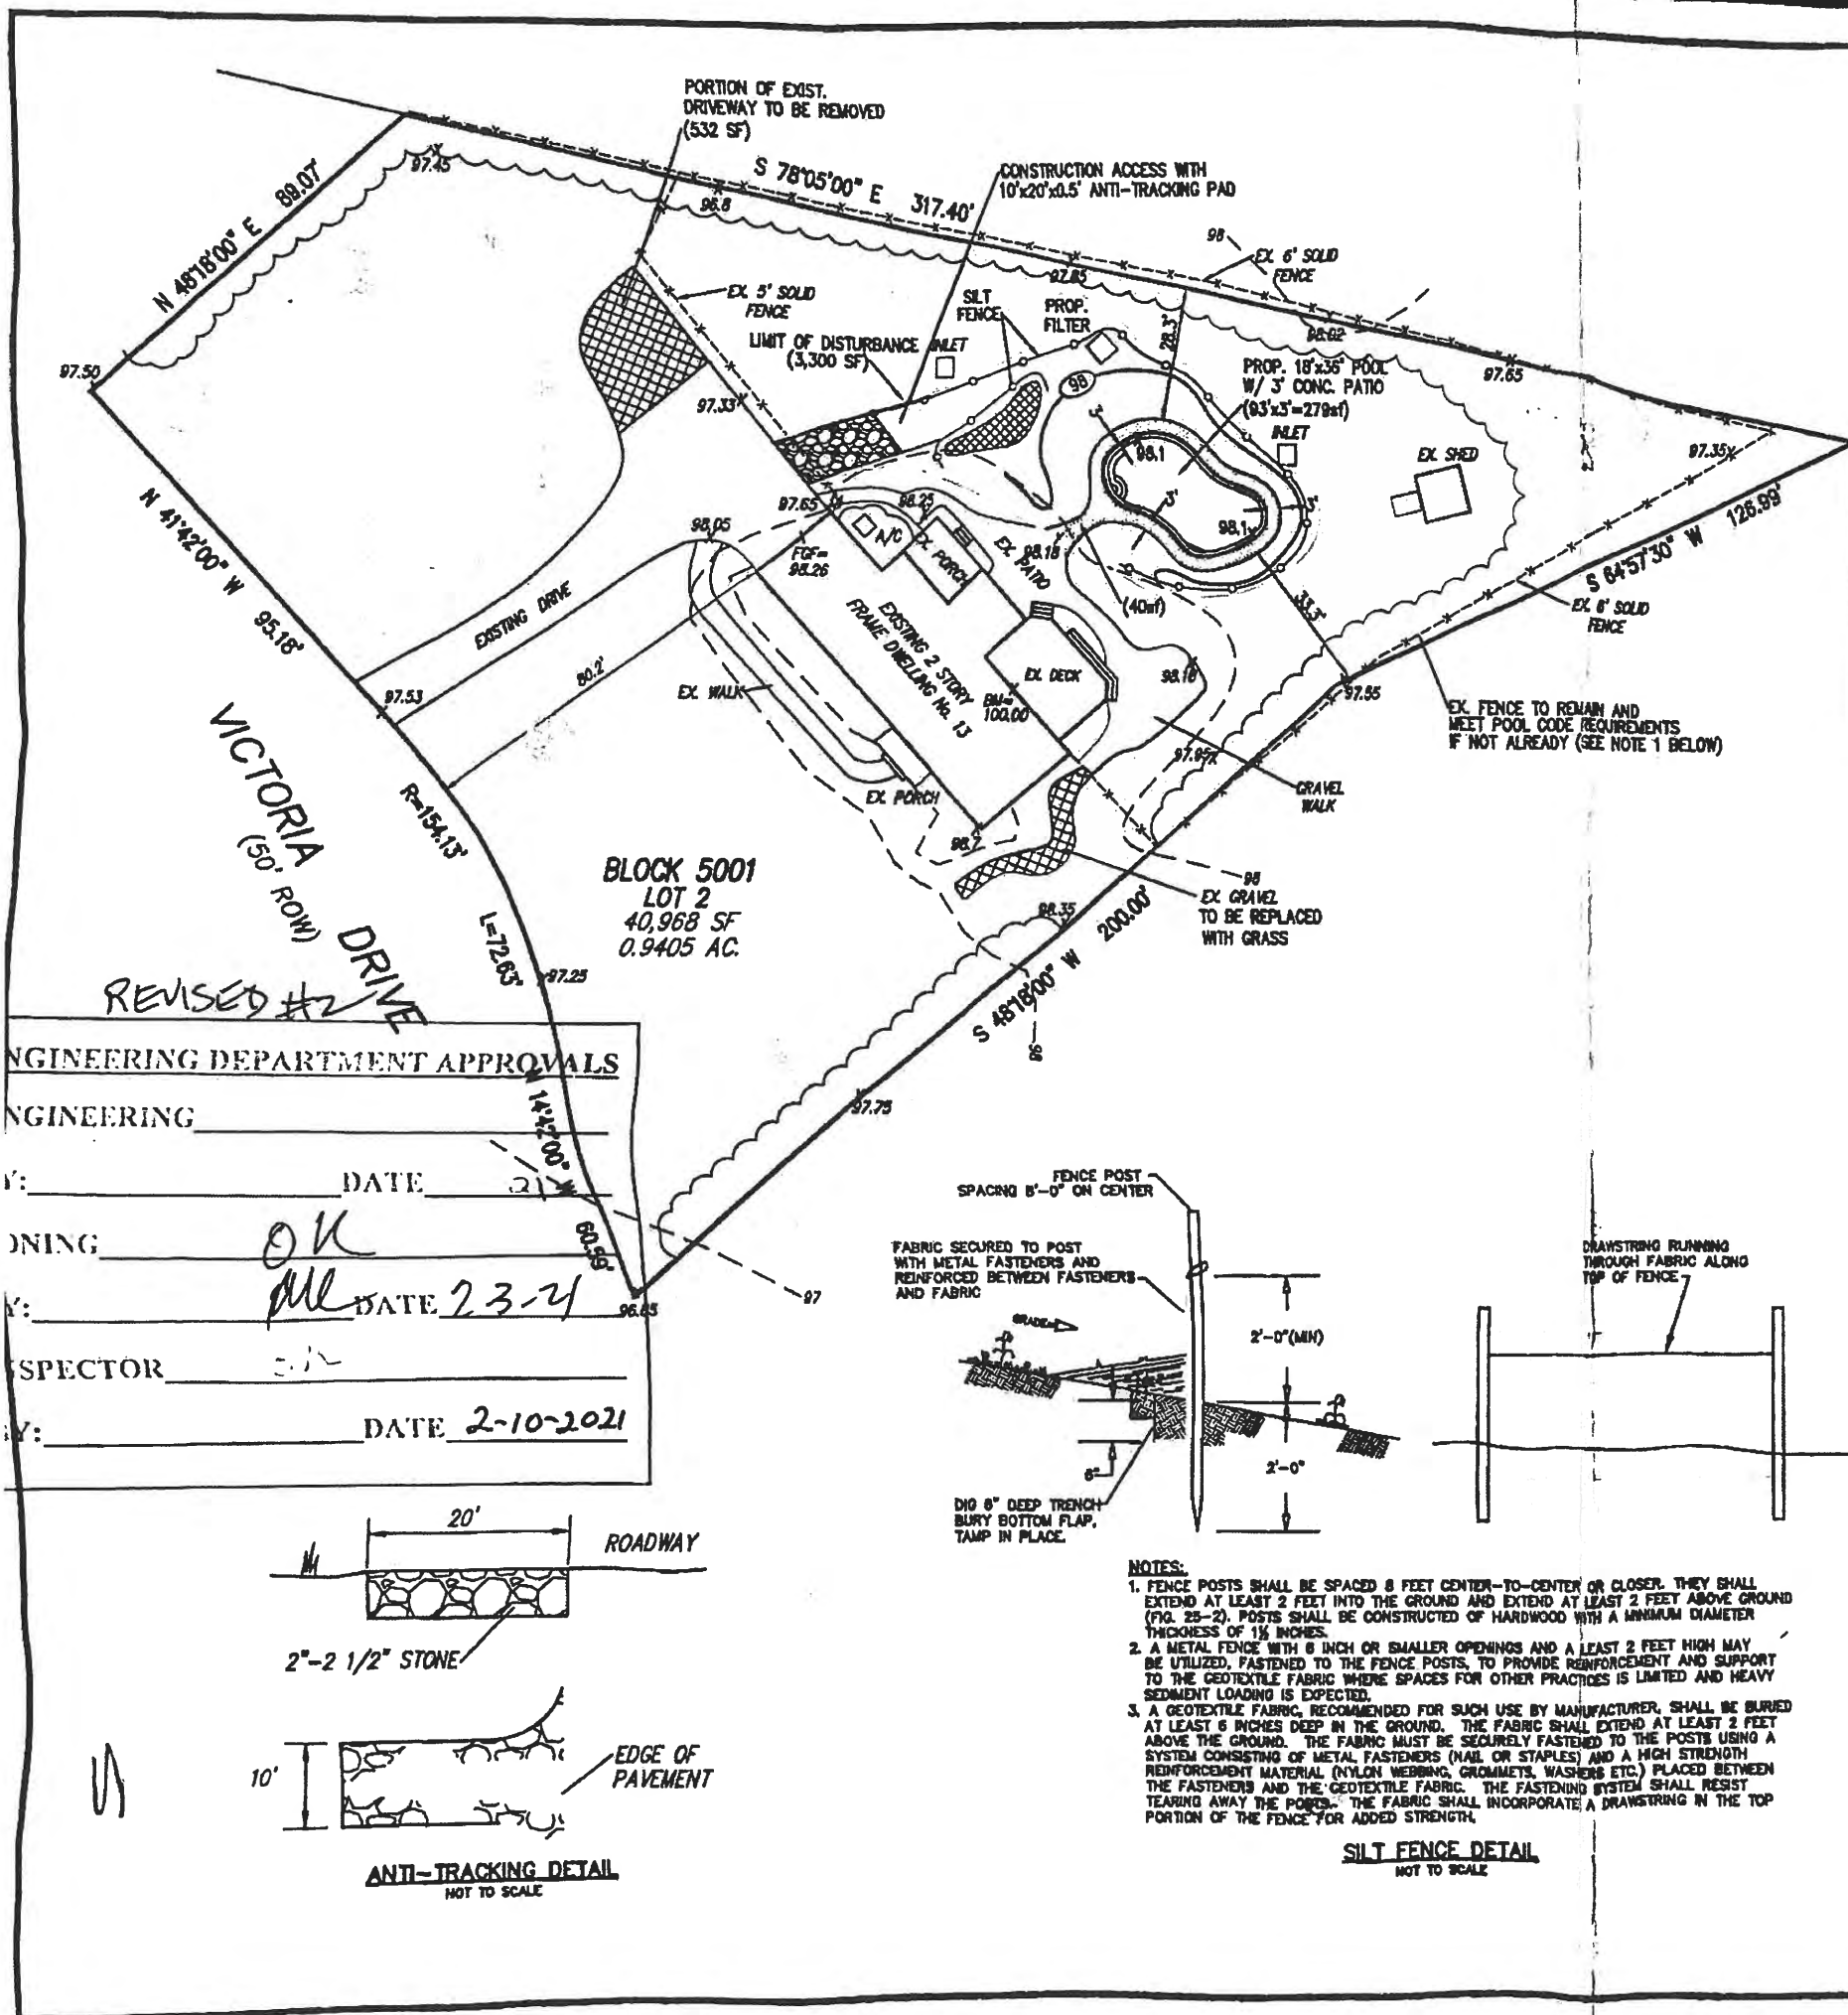 PORTION OF EXIST.
DRIVEWAY TO BE REMOVED
(532 SF)
S 78°05'00" E 317.40'
CONSTRUCTION ACCESS WITH
10'x20'x0.5' ANTI-TRACKING PAD
N 48°18'00" E 89.07'
97.45
96.8
97.85
98
EX. 6' SOLID
FENCE
98.02
97.65
EX. 5' SOLID
FENCE
SILT
FENCE
PROP.
FILTER
28.3'
LIMIT OF DISTURBANCE
(3,300 SF)
INLET
98
PROP. 18'x36' POOL
W/ 3' CONC. PATIO
(93'x3'=279sf)
INLET
EX. SHED
97.35
97.50
97.33
3'
98.1
3'
3'
98.1
S 64°57'30" W 126.99'
N 41°42'00" W 95.18'
97.65
98.25
98.05
A/C
EX. PORCH
EX. PATIO
98.18
FGF=
98.26
(40sf)
33.3'
EX. 6' SOLID
FENCE
EXISTING DRIVE
80.2'
EXISTING 2 STORY
FRAME DWELLING No. 13
BM=
100.00
EX. DECK
98.18
EX. WALK
97.53
97.55
EX. FENCE TO REMAIN AND
MEET POOL CODE REQUIREMENTS
IF NOT ALREADY (SEE NOTE 1 BELOW)
97.95
GRAVEL
WALK
EX. PORCH
98.7
VICTORIA DRIVE
(50' ROW)
R=154.13'
L=72.63'
BLOCK 5001
LOT 2
40,968 SF
0.9405 AC.
98
EX. GRAVEL
TO BE REPLACED
WITH GRASS
98.35
S 48°18'00" W 200.00'
98
97.25
97.75
REVISED #2
NGINEERING DEPARTMENT APPROVALS
NGINEERING
14°42'00" W
60.59'
Y: DATE
ONING OK
Y: DATE 2-3-21
SPECTOR
Y: DATE 2-10-2021
96.65
97
FENCE POST
SPACING 8'-0" ON CENTER
FABRIC SECURED TO POST
WITH METAL FASTENERS AND
REINFORCED BETWEEN FASTENERS
AND FABRIC
GRADE
2'-0"(MIN)
2'-0"
6"
DIG 6" DEEP TRENCH
BURY BOTTOM FLAP,
TAMP IN PLACE.
DRAWSTRING RUNNING
THROUGH FABRIC ALONG
TOP OF FENCE
20'
ROADWAY
2"-2 1/2" STONE
10'
EDGE OF
PAVEMENT
ANTI-TRACKING DETAIL
NOT TO SCALE
NOTES:
1. FENCE POSTS SHALL BE SPACED 8 FEET CENTER-TO-CENTER OR CLOSER. THEY SHALL
EXTEND AT LEAST 2 FEET INTO THE GROUND AND EXTEND AT LEAST 2 FEET ABOVE GROUND
(FIG. 25-2). POSTS SHALL BE CONSTRUCTED OF HARDWOOD WITH A MINIMUM DIAMETER
THICKNESS OF 1½ INCHES.
2. A METAL FENCE WITH 6 INCH OR SMALLER OPENINGS AND A LEAST 2 FEET HIGH MAY
BE UTILIZED, FASTENED TO THE FENCE POSTS, TO PROVIDE REINFORCEMENT AND SUPPORT
TO THE GEOTEXTILE FABRIC WHERE SPACES FOR OTHER PRACTICES IS LIMITED AND HEAVY
SEDIMENT LOADING IS EXPECTED.
3. A GEOTEXTILE FABRIC, RECOMMENDED FOR SUCH USE BY MANUFACTURER, SHALL BE BURIED
AT LEAST 6 INCHES DEEP IN THE GROUND. THE FABRIC SHALL EXTEND AT LEAST 2 FEET
ABOVE THE GROUND. THE FABRIC MUST BE SECURELY FASTENED TO THE POSTS USING A
SYSTEM CONSISTING OF METAL FASTENERS (NAIL OR STAPLES) AND A HIGH STRENGTH
REINFORCEMENT MATERIAL (NYLON WEBBING, GROMMETS, WASHERS ETC.) PLACED BETWEEN
THE FASTENERS AND THE GEOTEXTILE FABRIC. THE FASTENING SYSTEM SHALL RESIST
TEARING AWAY THE POSTS. THE FABRIC SHALL INCORPORATE A DRAWSTRING IN THE TOP
PORTION OF THE FENCE FOR ADDED STRENGTH.
SILT FENCE DETAIL
NOT TO SCALE